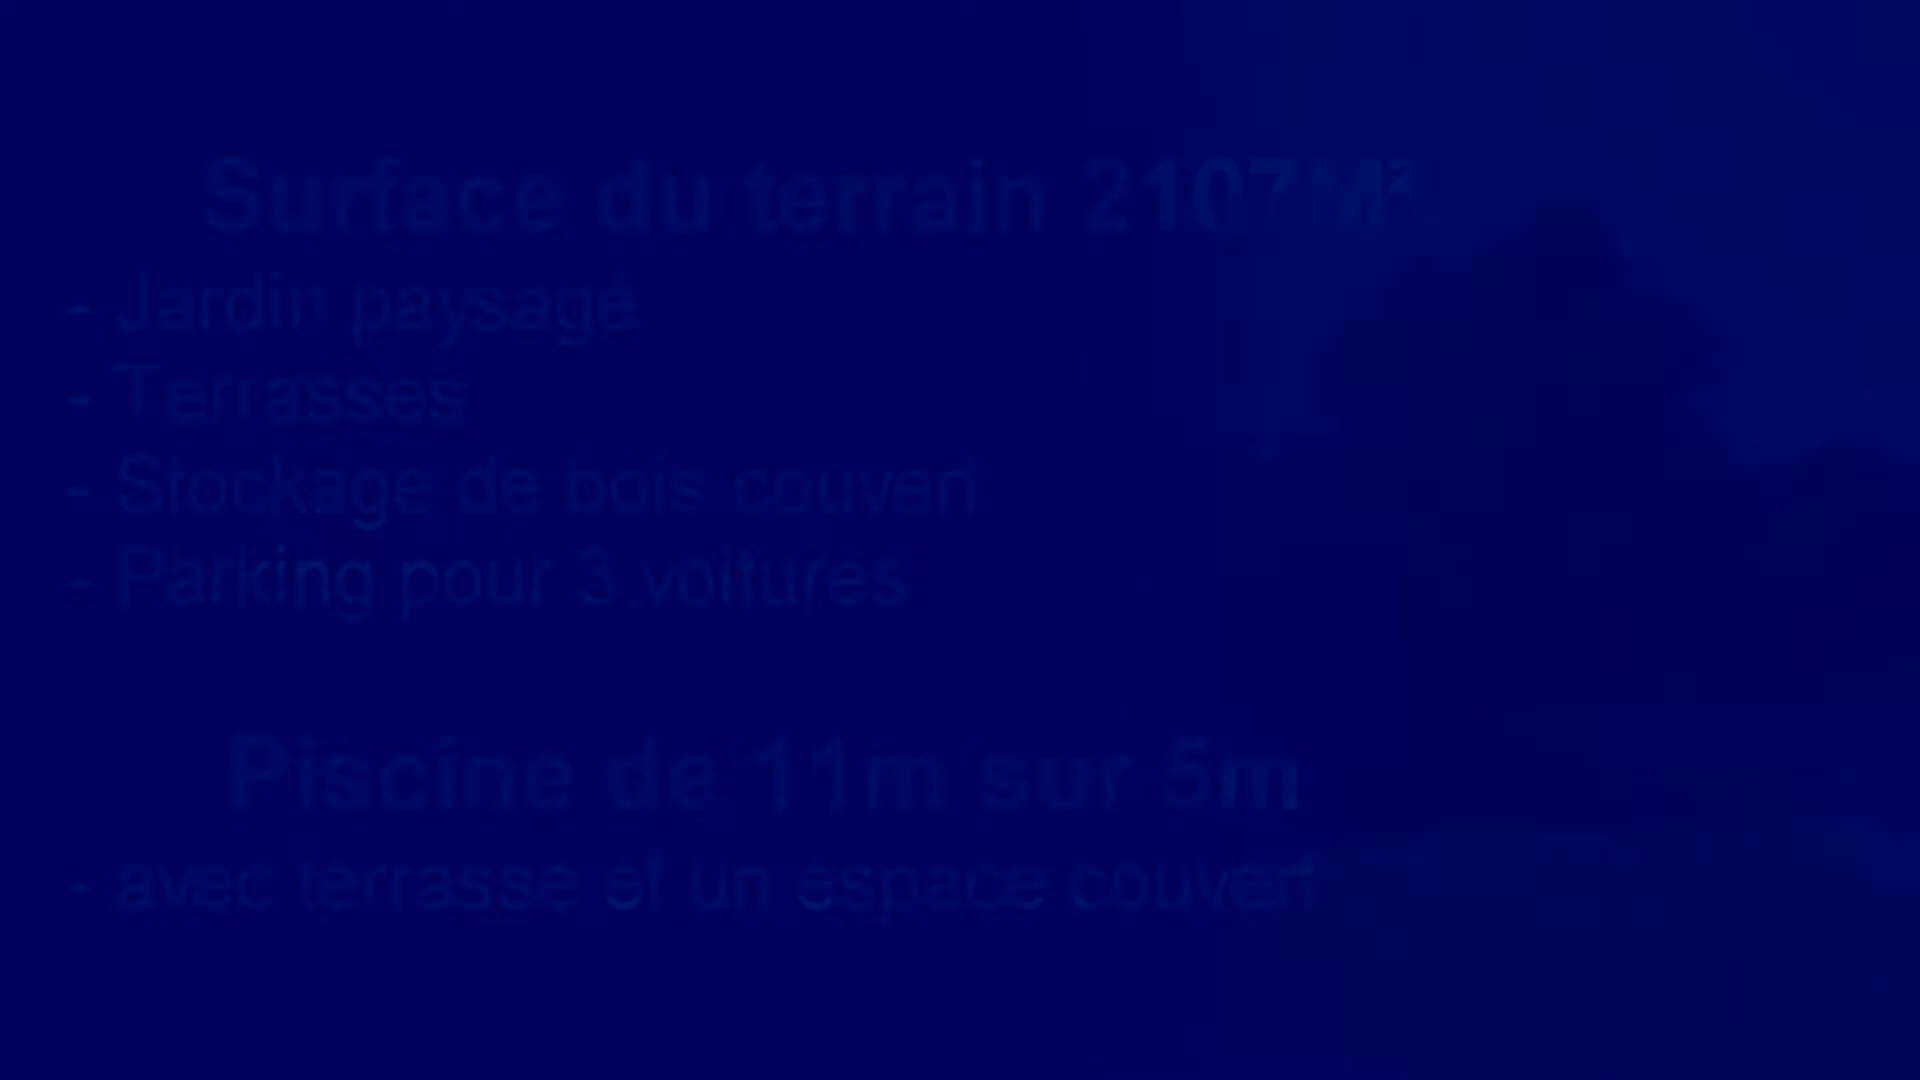 Surface du terrain 2107M²
- Jardin paysagé
- Terrasses
- Stockage de bois couvert
- Parking pour 3 voitures
Piscine de 11m sur 5m
- avec terrasse et un espace couvert